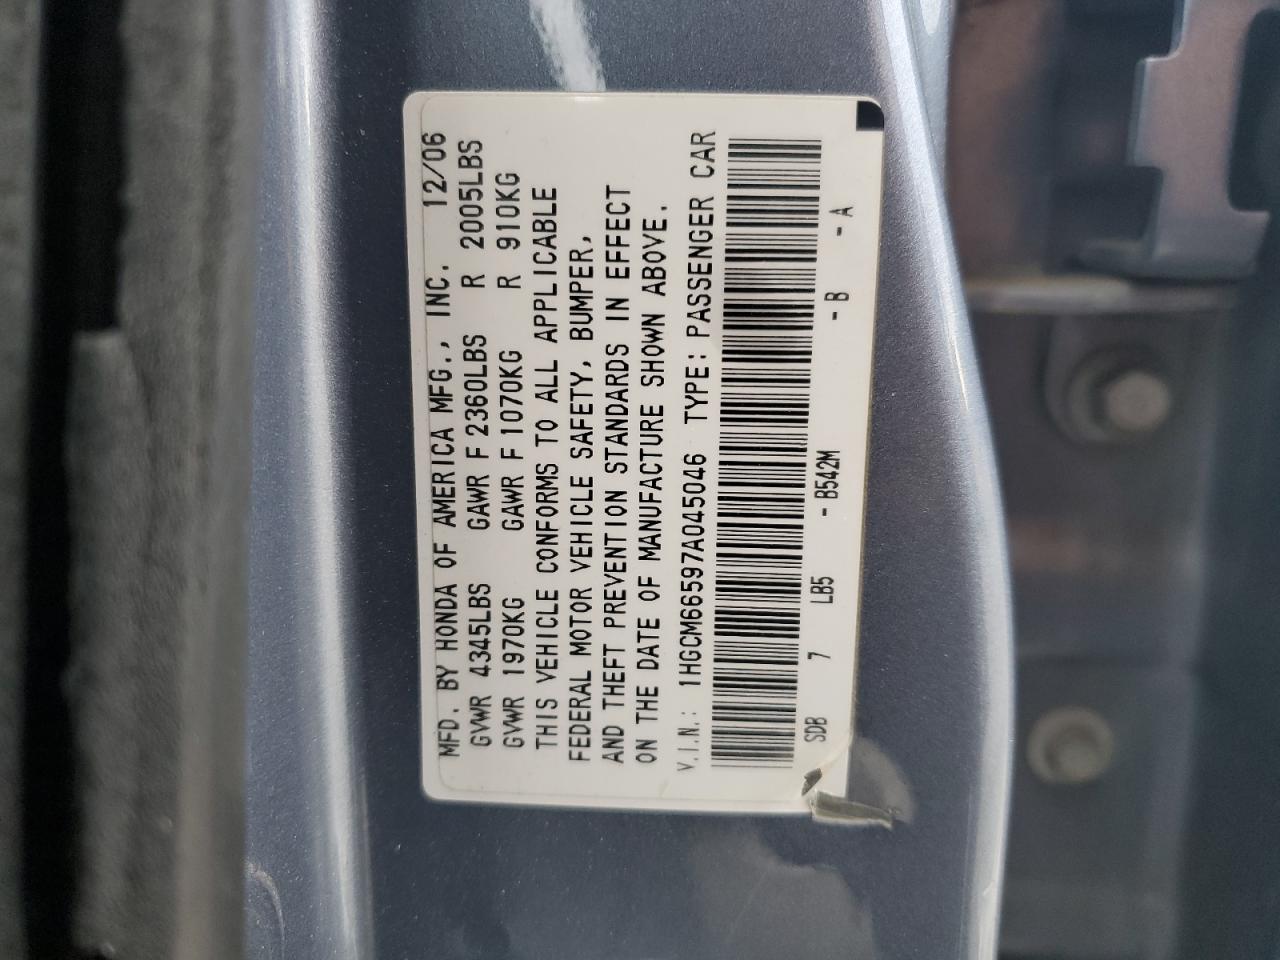 MFD. BY HONDA OF AMERICA MFG., INC. 12/06
GVWR 4345LBS GAWR F 2360LBS R 2005LBS
GVWR 1970KG GAWR F 1070KG R 910KG
THIS VEHICLE CONFORMS TO ALL APPLICABLE
FEDERAL MOTOR VEHICLE SAFETY, BUMPER,
AND THEFT PREVENTION STANDARDS IN EFFECT
ON THE DATE OF MANUFACTURE SHOWN ABOVE.
V.I.N.: 1HGCM66597A045046 TYPE: PASSENGER CAR
SDB 7 LB5 - B542M - B - A